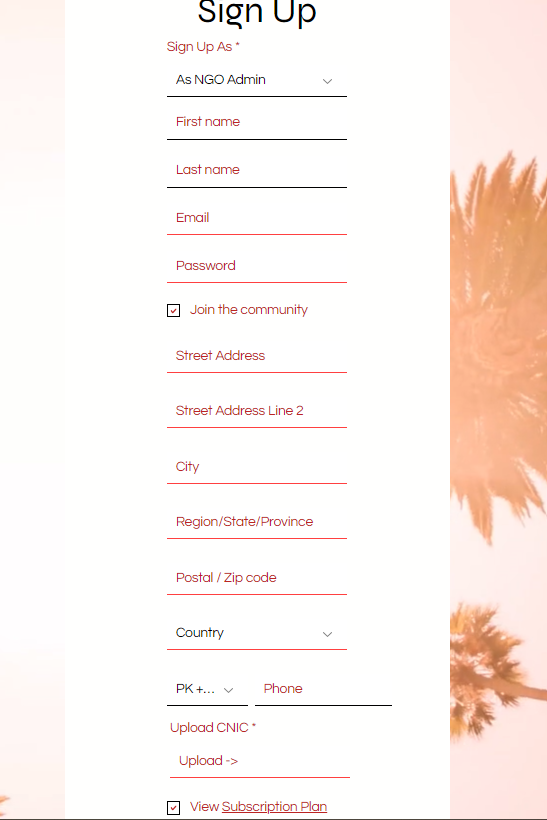 Sign Up
Sign Up As *
As NGO Admin
First name
Last name
Email
Password
Join the community
Street Address
Street Address Line 2
City
Region/State/Province
Postal / Zip code
Country
PK +... Phone
Upload CNIC *
Upload ->
View Subscription Plan